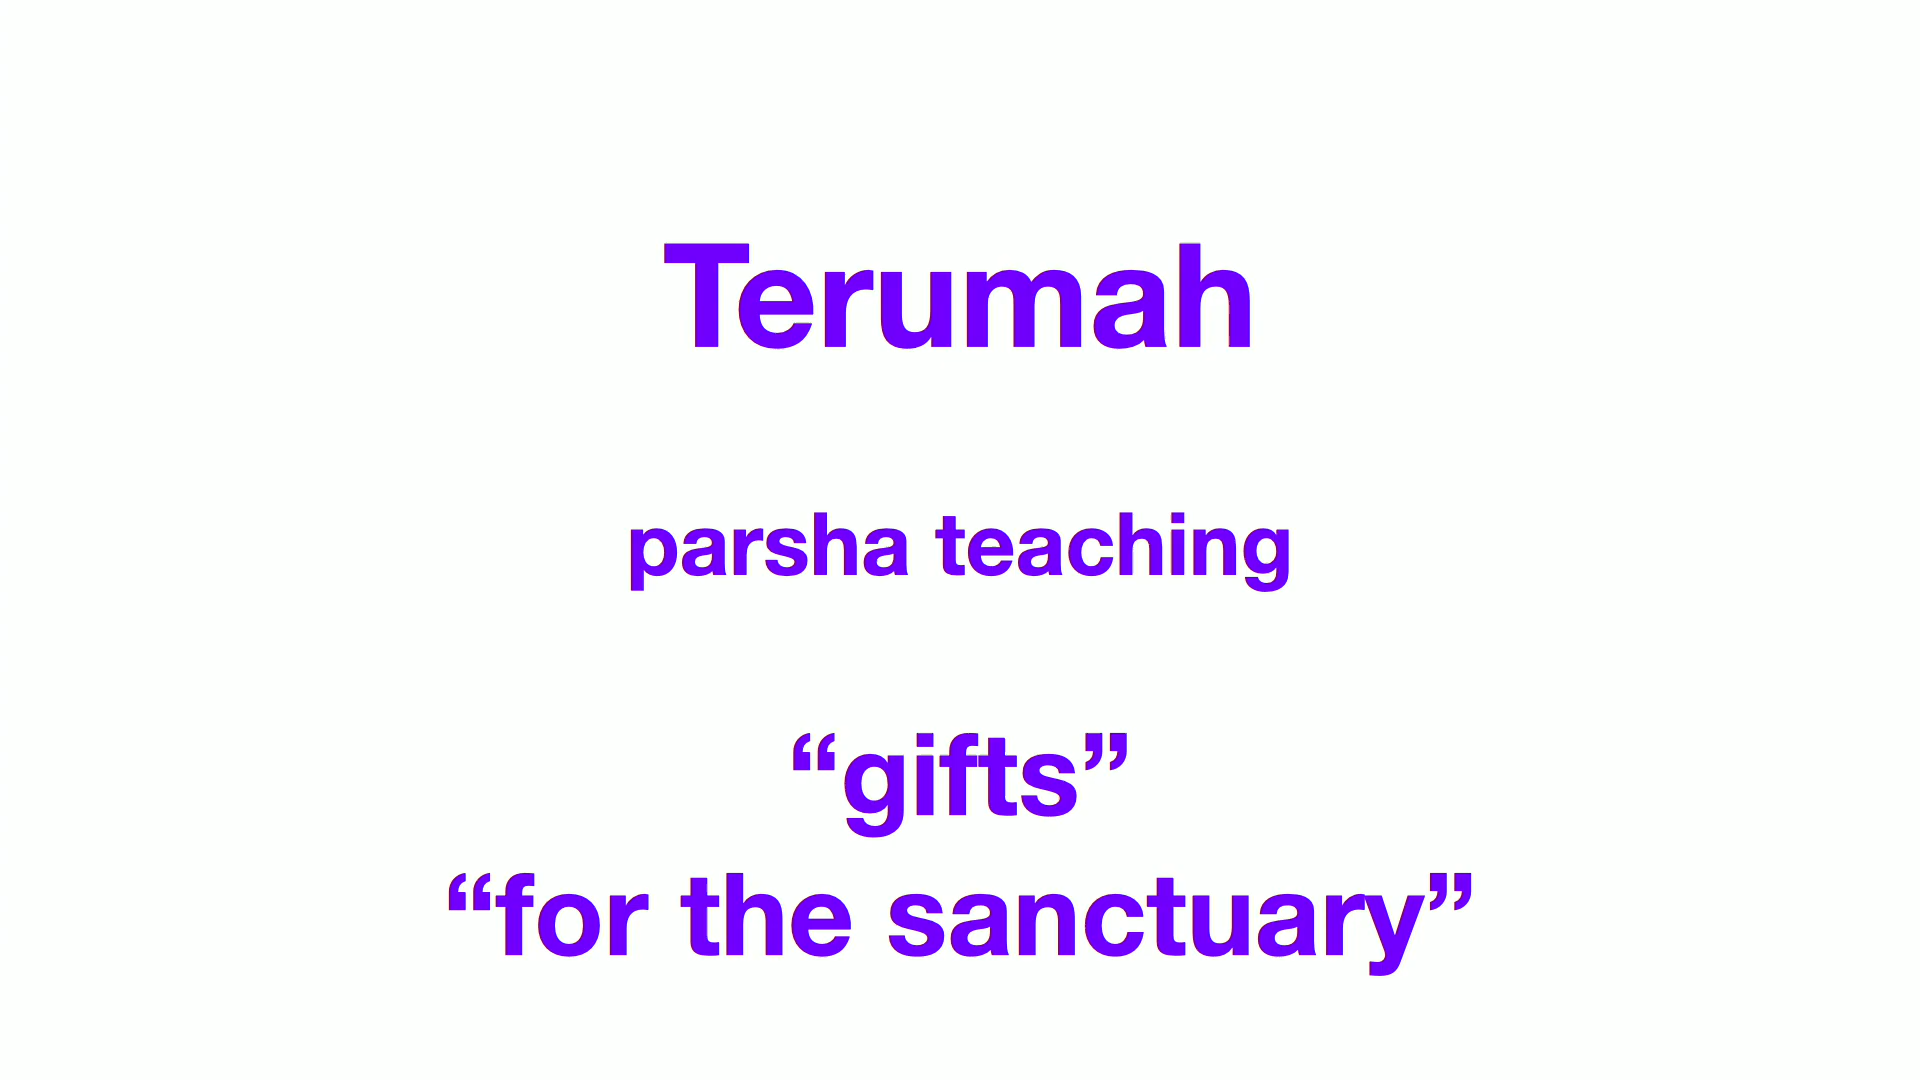 Terumah
parsha teaching
“gifts”
“for the sanctuary”